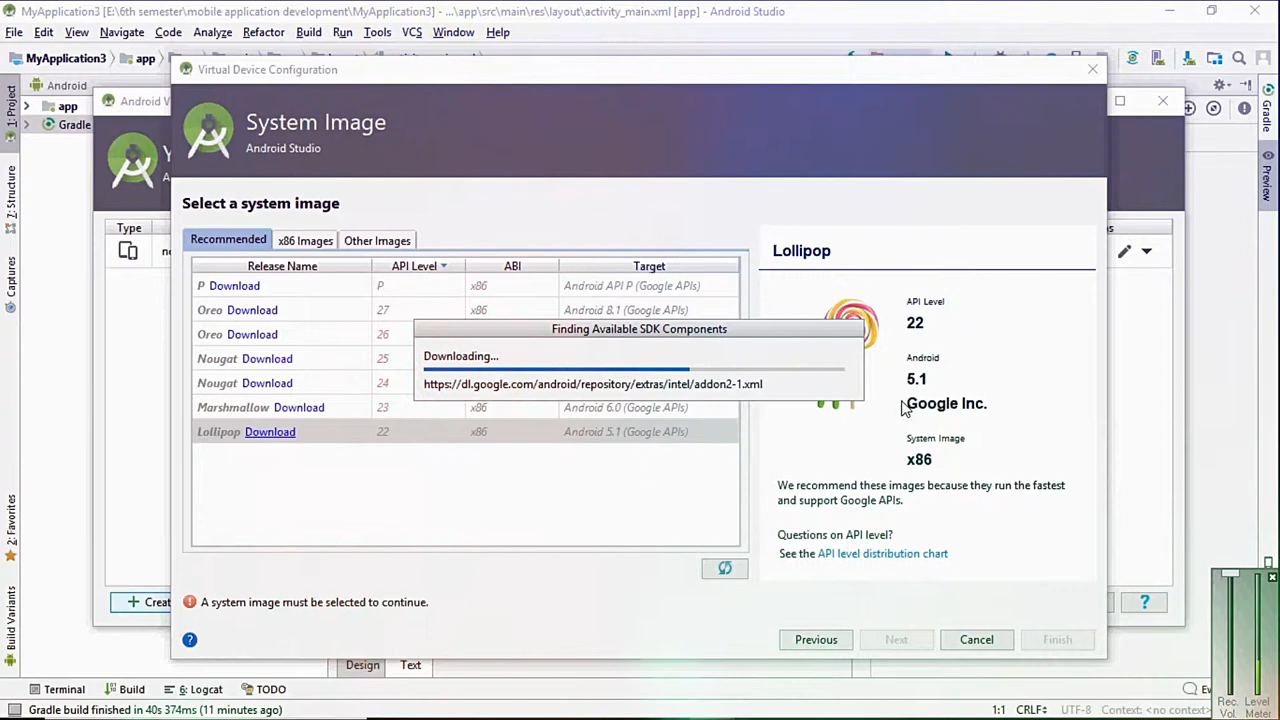 MyApplication3 [E:\6th semester\mobile application development\MyApplication3] - ...\app\src\main\res\layout\activity_main.xml [app] - Android Studio
File Edit View Navigate Code Analyze Refactor Build Run Tools VCS Window Help
MyApplication3 app
Virtual Device Configuration
Android
app
Gradle
Android V
1: Project
Z: Structure
Captures
2: Favorites
Build Variants
Gradle
Preview
System Image
Android Studio
Y
A
Type
Select a system image
Recommended x86 Images Other Images
Release Name API Level ABI Target
P Download P x86 Android API P (Google APIs)
Oreo Download 27 x86 Android 8.1 (Google APIs)
Oreo Download 26
Nougat Download 25
Nougat Download 24
Marshmallow Download 23 x86 Android 6.0 (Google APIs)
Lollipop Download 22 x86 Android 5.1 (Google APIs)
Finding Available SDK Components
Downloading...
https://dl.google.com/android/repository/extras/intel/addon2-1.xml
Lollipop
API Level
22
Android
5.1
Google Inc.
System Image
x86
We recommend these images because they run the fastest
and support Google APIs.
Questions on API level?
See the API level distribution chart
+ Creat
A system image must be selected to continue.
?
?
Previous Next Cancel Finish
Design Text
Terminal Build 6: Logcat TODO Ev
Gradle build finished in 40s 374ms (11 minutes ago)
1:1 CRLF UTF-8 Context: <no context>
Rec. Vol
Level Meter